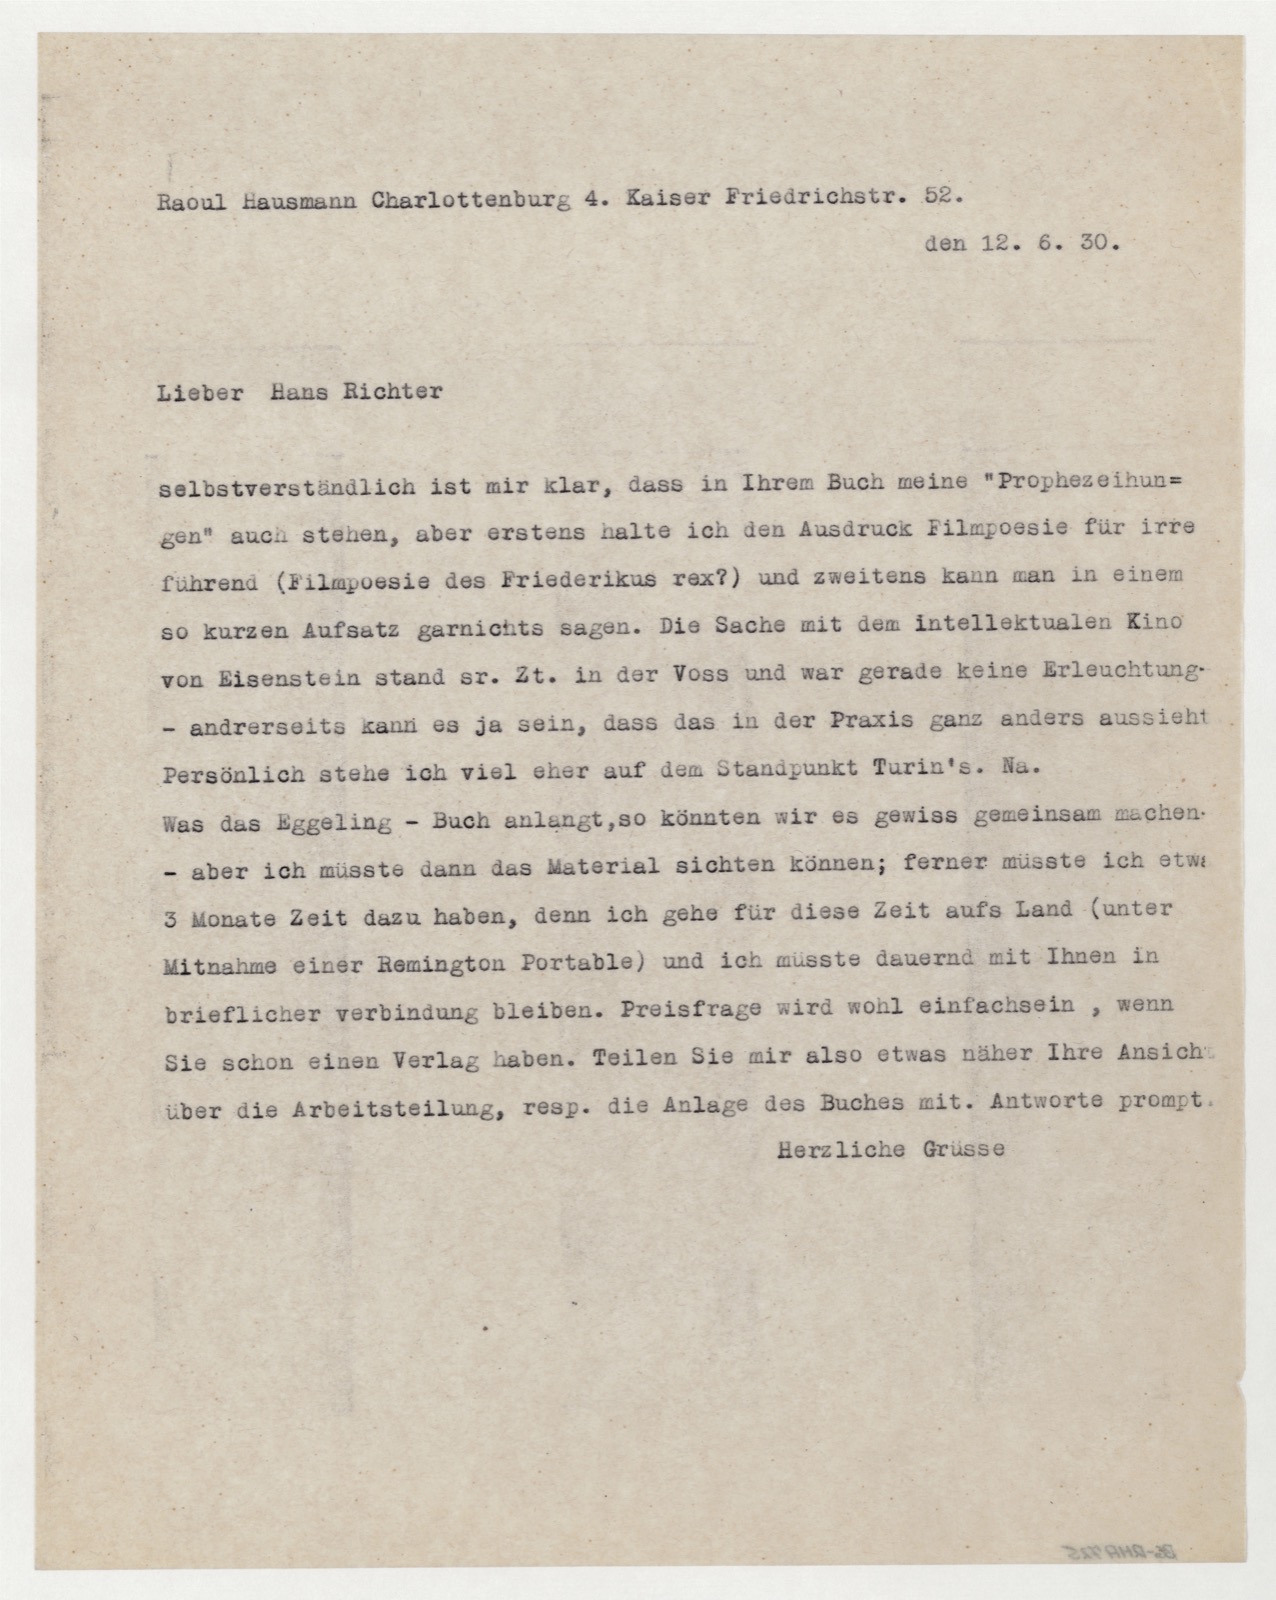 Raoul Hausmann Charlottenburg 4. Kaiser Friedrichstr. 52.
den 12. 6. 30.
Lieber Hans Richter
selbstverständlich ist mir klar, dass in Ihrem Buch meine "Prophezeihun=
gen" auch stehen, aber erstens halte ich den Ausdruck Filmpoesie für irre
führend (Filmpoesie des Friederikus rex?) und zweitens kann man in einem
so kurzen Aufsatz garnichts sagen. Die Sache mit dem intellektualen Kino
von Eisenstein stand sr. Zt. in der Voss und war gerade keine Erleuchtung-
- andrerseits kann es ja sein, dass das in der Praxis ganz anders aussieht.
Persönlich stehe ich viel eher auf dem Standpunkt Turin's. Na.
Was das Eggeling - Buch anlangt,so könnten wir es gewiss gemeinsam machen-
- aber ich müsste dann das Material sichten können; ferner müsste ich etwa
3 Monate Zeit dazu haben, denn ich gehe für diese Zeit aufs Land (unter
Mitnahme einer Remington Portable) und ich müsste dauernd mit Ihnen in
brieflicher verbindung bleiben. Preisfrage wird wohl einfachsein , wenn
Sie schon einen Verlag haben. Teilen Sie mir also etwas näher Ihre Ansicht
über die Arbeitsteilung, resp. die Anlage des Buches mit. Antworte prompt.
Herzliche Grüsse